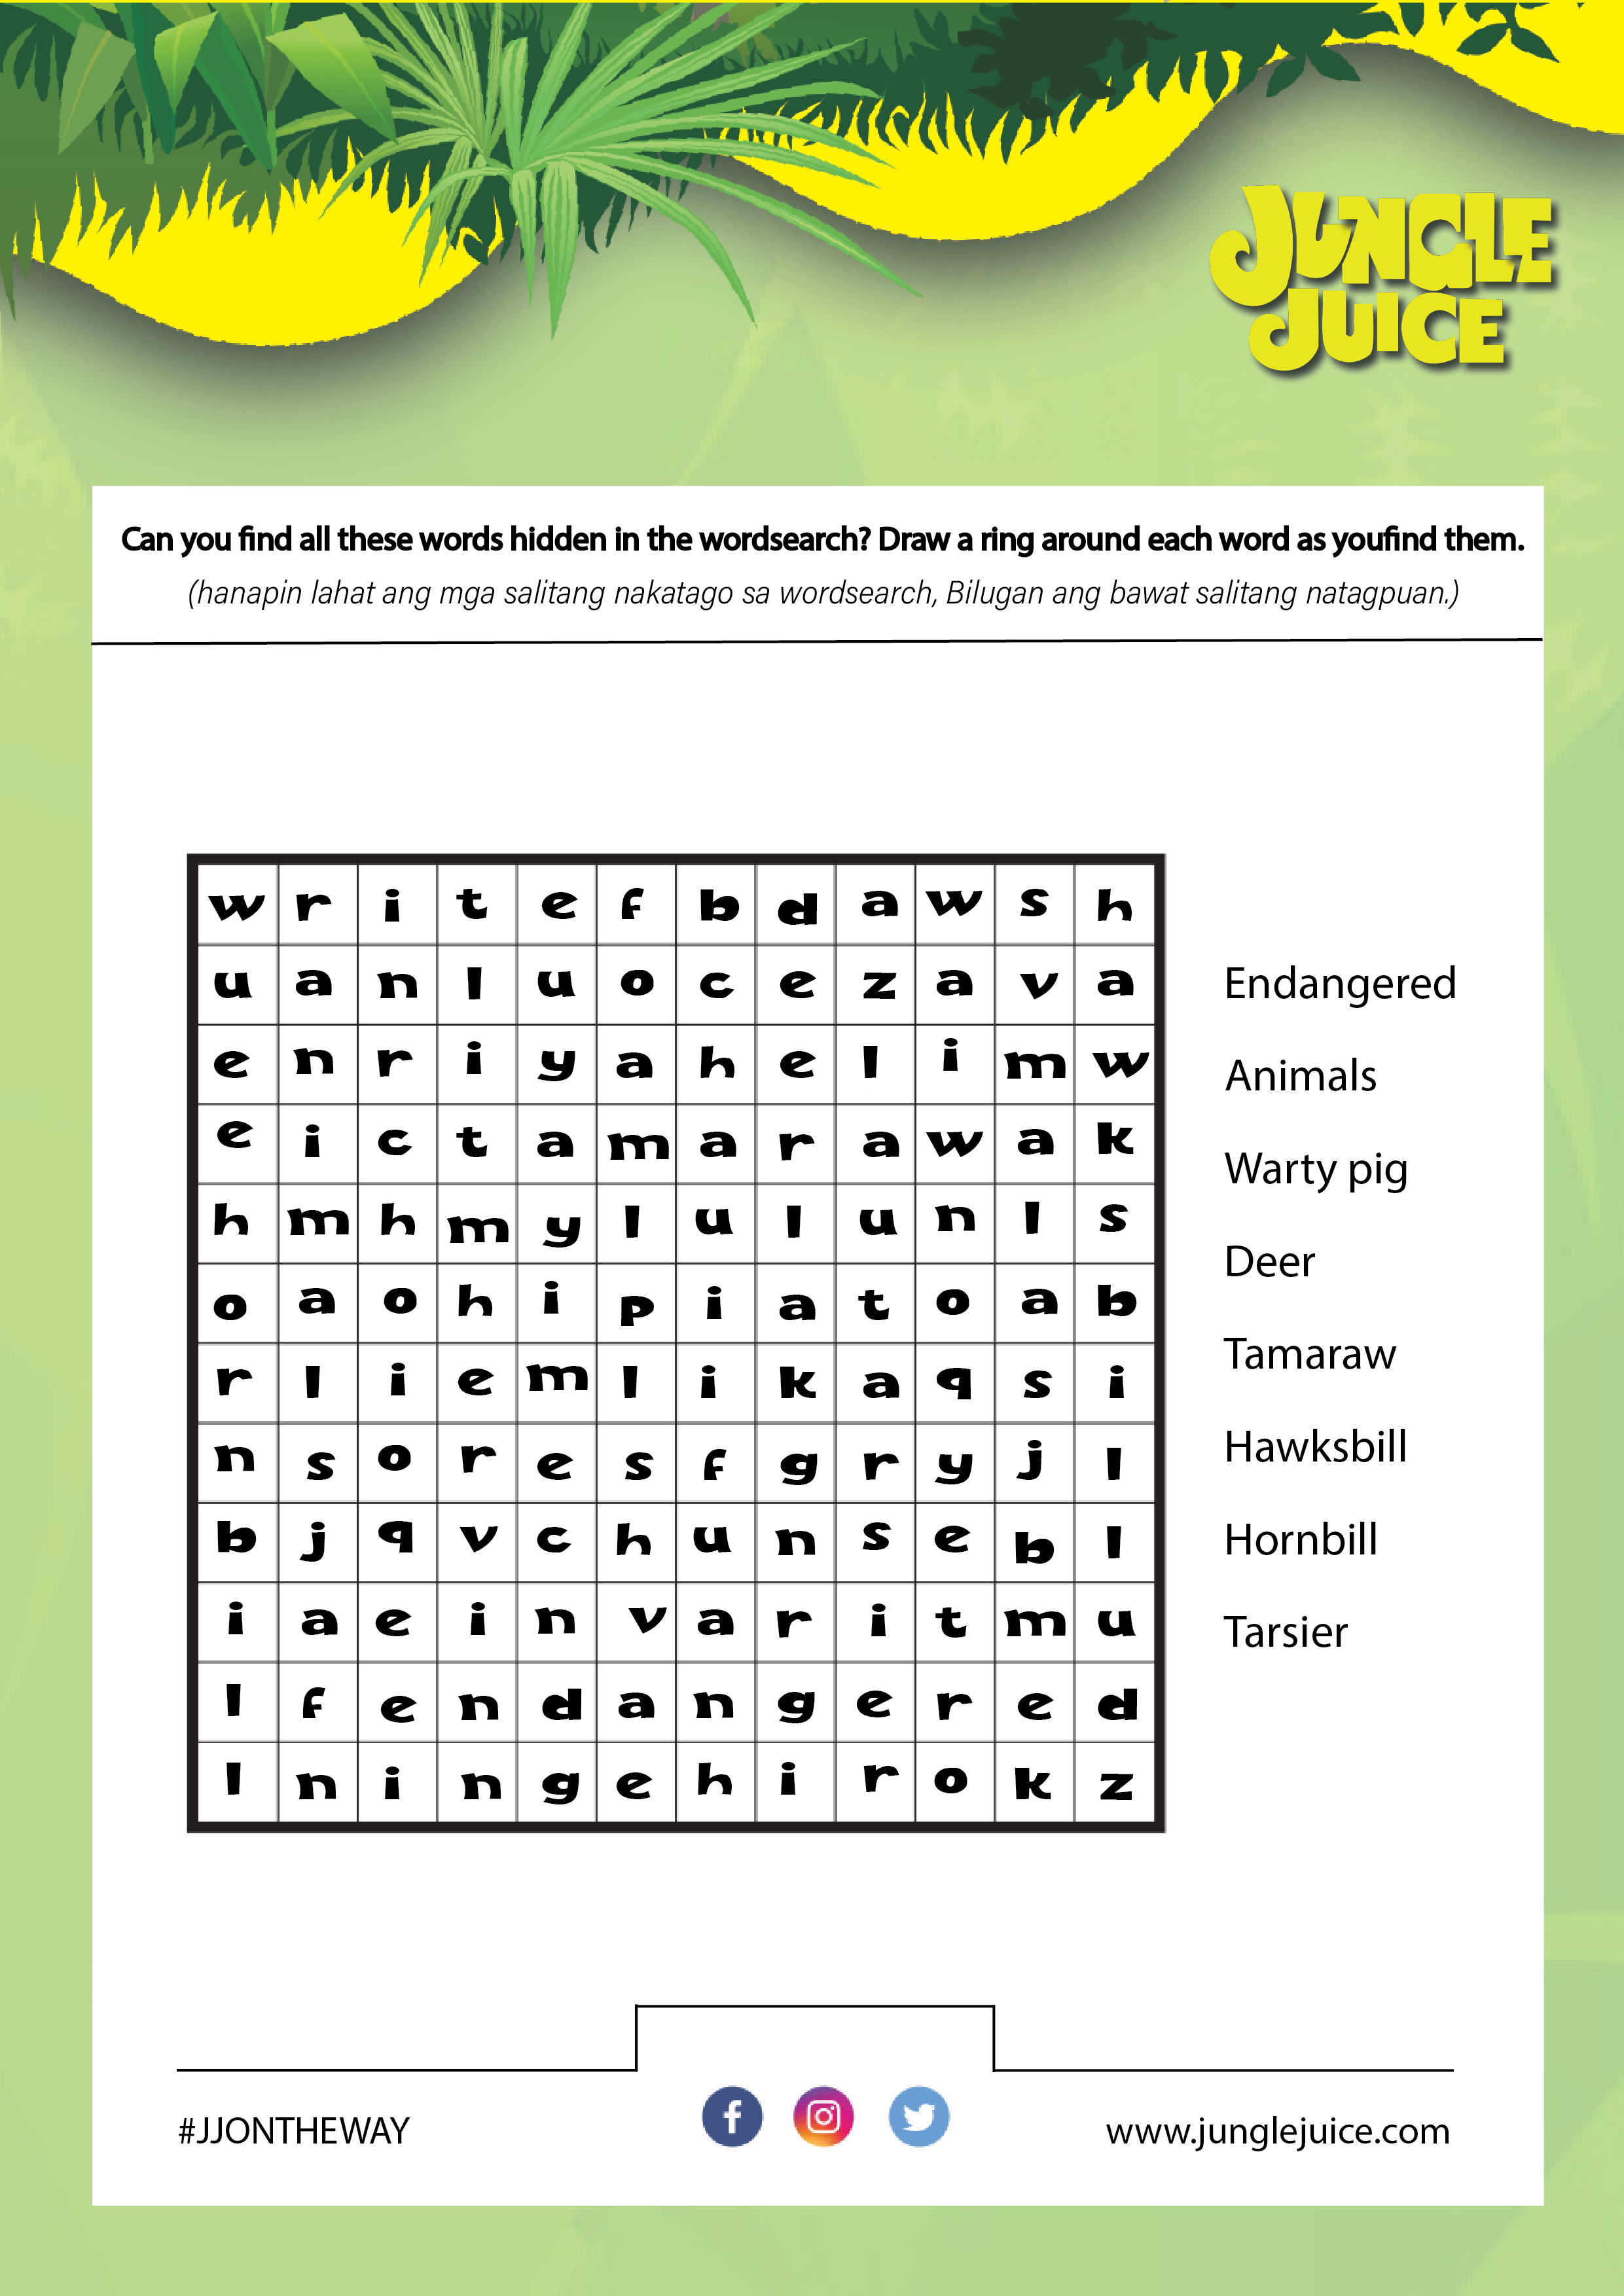 JUNGLE
JUICE
Can you find all these words hidden in the wordsearch? Draw a ring around each word as youfind them.
(hanapin lahat ang mga salitang nakatago sa wordsearch, Bilugan ang bawat salitang natagpuan.)
w r i t e f b d a w s h
u a n l u o c e z a v a
e n r i y a h e l i m w
e i c t a m a r a w a k
h m h m y l u l u n l s
o a o h i p i a t o a b
r l i e m l i k a q s i
n s o r e s f g r y j l
b j q v c h u n s e b l
i a e i n v a r i t m u
l f e n d a n g e r e d
l n i n g e h i r o k z
Endangered
Animals
Warty pig
Deer
Tamaraw
Hawksbill
Hornbill
Tarsier
#JJONTHEWAY
www.junglejuice.com